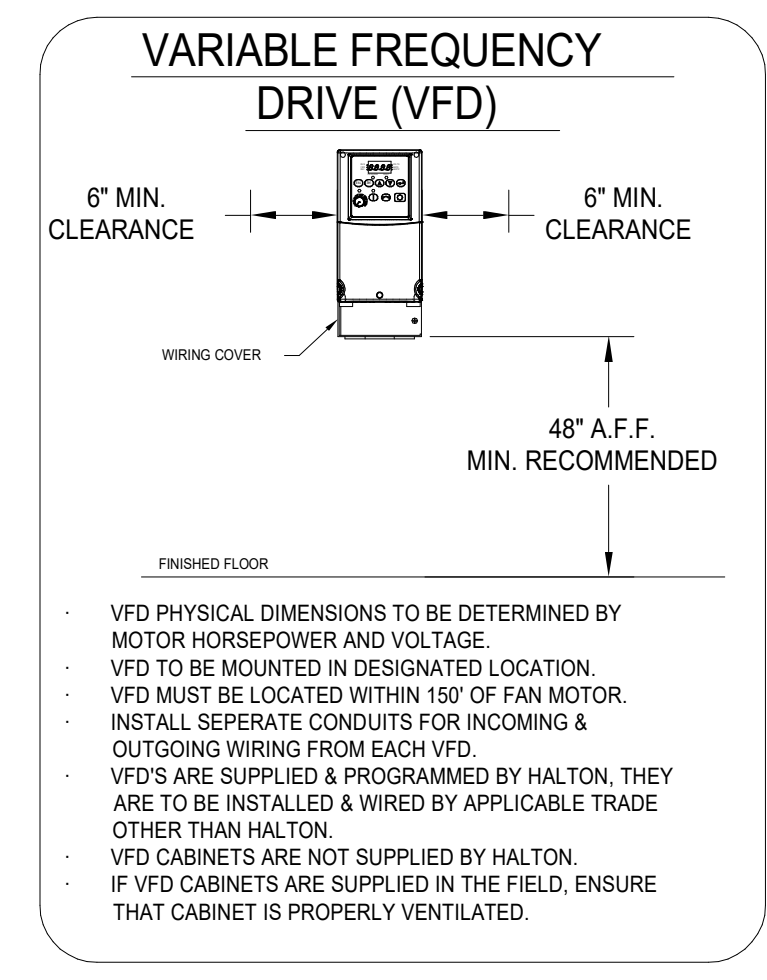 VARIABLE FREQUENCY
DRIVE (VFD)
8.8.8.8.
6" MIN.
CLEARANCE
6" MIN.
CLEARANCE
WIRING COVER
48" A.F.F.
MIN. RECOMMENDED
FINISHED FLOOR
· VFD PHYSICAL DIMENSIONS TO BE DETERMINED BY
MOTOR HORSEPOWER AND VOLTAGE.
· VFD TO BE MOUNTED IN DESIGNATED LOCATION.
· VFD MUST BE LOCATED WITHIN 150' OF FAN MOTOR.
· INSTALL SEPERATE CONDUITS FOR INCOMING &
OUTGOING WIRING FROM EACH VFD.
· VFD'S ARE SUPPLIED & PROGRAMMED BY HALTON, THEY
ARE TO BE INSTALLED & WIRED BY APPLICABLE TRADE
OTHER THAN HALTON.
· VFD CABINETS ARE NOT SUPPLIED BY HALTON.
· IF VFD CABINETS ARE SUPPLIED IN THE FIELD, ENSURE
THAT CABINET IS PROPERLY VENTILATED.